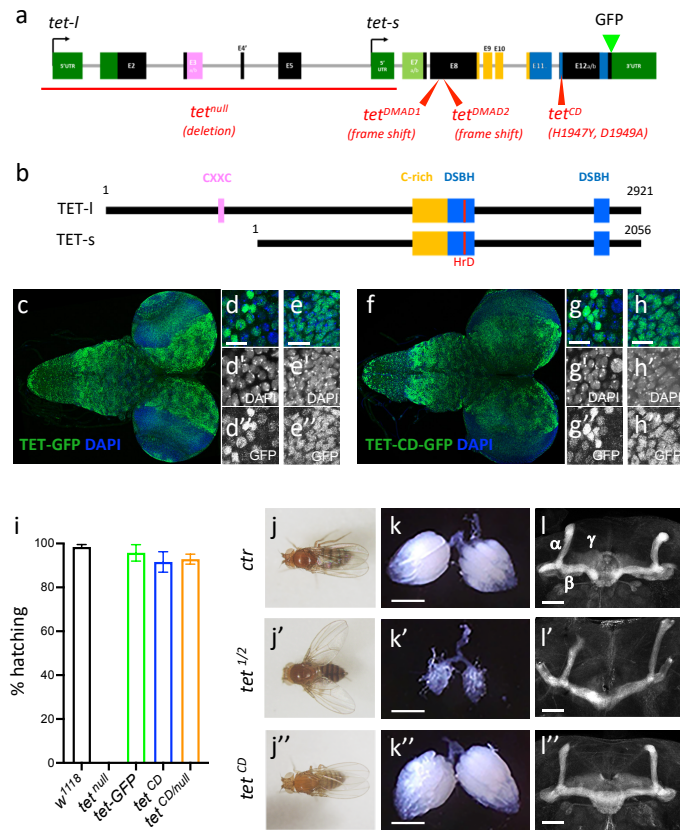 a
tet-l
tet-s
GFP
5'UTR
E2
E3
a/b
E4'
E5
5'
UTR
E7
a/b
E8
E9
E10
E11
E12a/b
3'UTR
tet^null
(deletion)
tet^DMAD1
(frame shift)
tet^DMAD2
(frame shift)
tet^CD
(H1947Y, D1949A)
b
CXXC
C-rich
DSBH
DSBH
TET-l
1
2921
TET-s
1
2056
HrD
c
TET-GFP DAPI
d
d'
DAPI
d''
GFP
e
e'
DAPI
e''
GFP
f
TET-CD-GFP DAPI
g
g'
DAPI
g''
GFP
h
h'
DAPI
h''
GFP
i
% hatching
100
80
60
40
20
0
w^1118
tet^null
tet-GFP
tet^CD
tet^CD/null
ctr
j
k
l
α
γ
β
tet^1/2
j'
k'
l'
tet^CD
j''
k''
l''